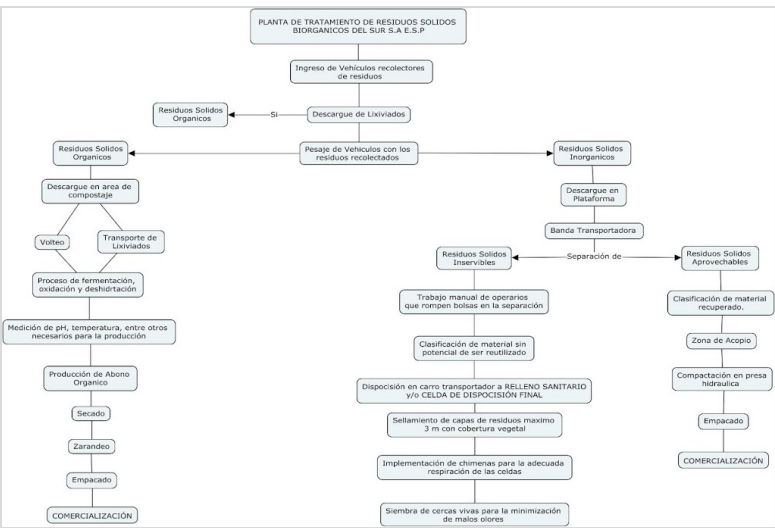 PLANTA DE TRATAMIENTO DE RESIDUOS SOLIDOS
BIORGANICOS DEL SUR S.A E.S.P
Ingreso de Vehículos recolectores
de residuos
Descargue de Lixiviados
Si
Residuos Solidos
Organicos
Pesaje de Vehiculos con los
residuos recolectados
Residuos Solidos
Organicos
Descargue en area de
compostaje
Volteo
Transporte de
Lixiviados
Proceso de fermentación,
oxidación y deshidrtación
Medición de pH, temperatura, entre otros
necesarios para la producción
Producción de Abono
Organico
Secado
Zarandeo
Empacado
COMERCIALIZACIÓN
Residuos Solidos
Inorganicos
Descargue en
Plataforma
Banda Transportadora
Separación de
Residuos Solidos
Inservibles
Trabajo manual de operarios
que rompen bolsas en la separación
Clasificación de material sin
potencial de ser reutilizado
Disposcición en carro transportador a RELLENO SANITARIO
y/o CELDA DE DISPOCISIÓN FINAL
Sellamiento de capas de residuos maximo
3 m con cobertura vegetal
Implementación de chimenas para la adecuada
respiración de las celdas
Siembra de cercas vivas para la minimización
de malos olores
Residuos Solidos
Aprovechables
Clasificación de material
recuperado.
Zona de Acopio
Compactación en presa
hidraulica
Empacado
COMERCIALIZACIÓN